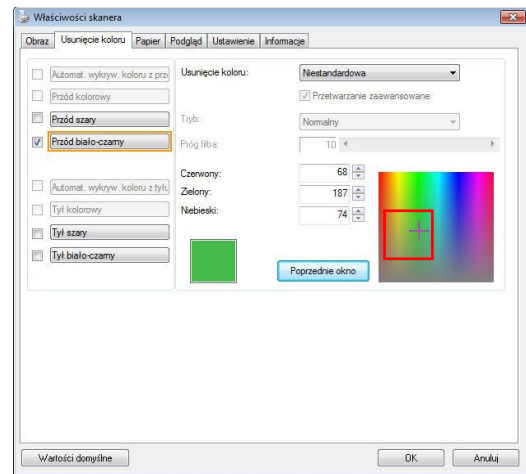 Właściwości skanera
Obraz Usunięcie koloru Papier Podgląd Ustawienie Informacje
Automat. wykryw. koloru z prz
Przód kolorowy
Przód szary
Przód biało-czarny
Automat. wykryw. koloru z tyłu
Tył kolorowy
Tył szary
Tył biało-czarny
Usunięcie koloru: Niestandardowa
Przetwarzanie zaawansowane
Tryb: Normalny
Próg filtra: 10
Czerwony: 68
Zielony: 187
Niebieski: 74
Poprzednie okno
Wartości domyślne OK Anuluj